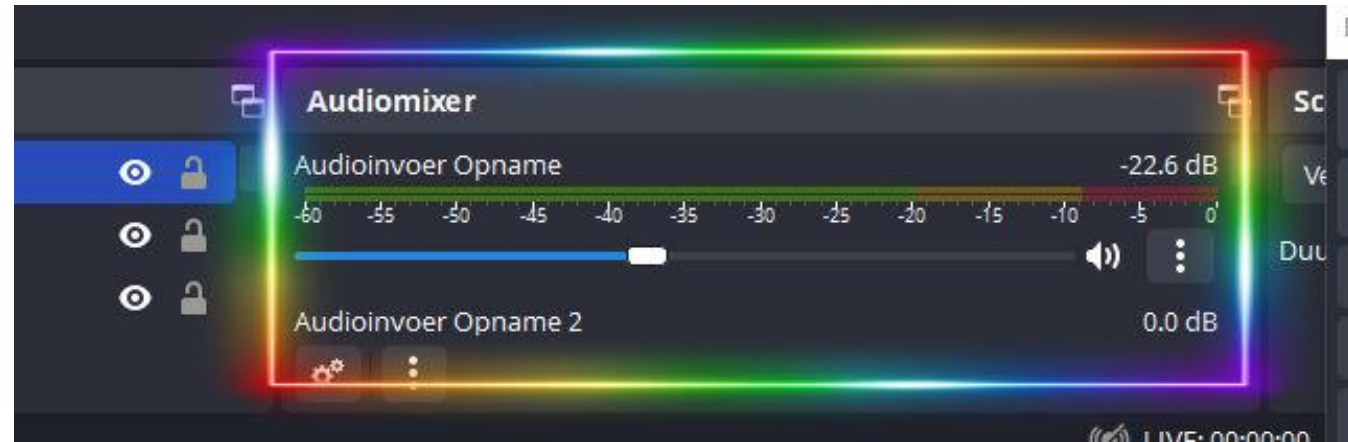 Audiomixer
Sc
Audioinvoer Opname -22.6 dB
Ve
-60 -55 -50 -45 -40 -35 -30 -25 -20 -15 -10 -5 0
Duu
Audioinvoer Opname 2 0.0 dB
LIVE: 00:00:00